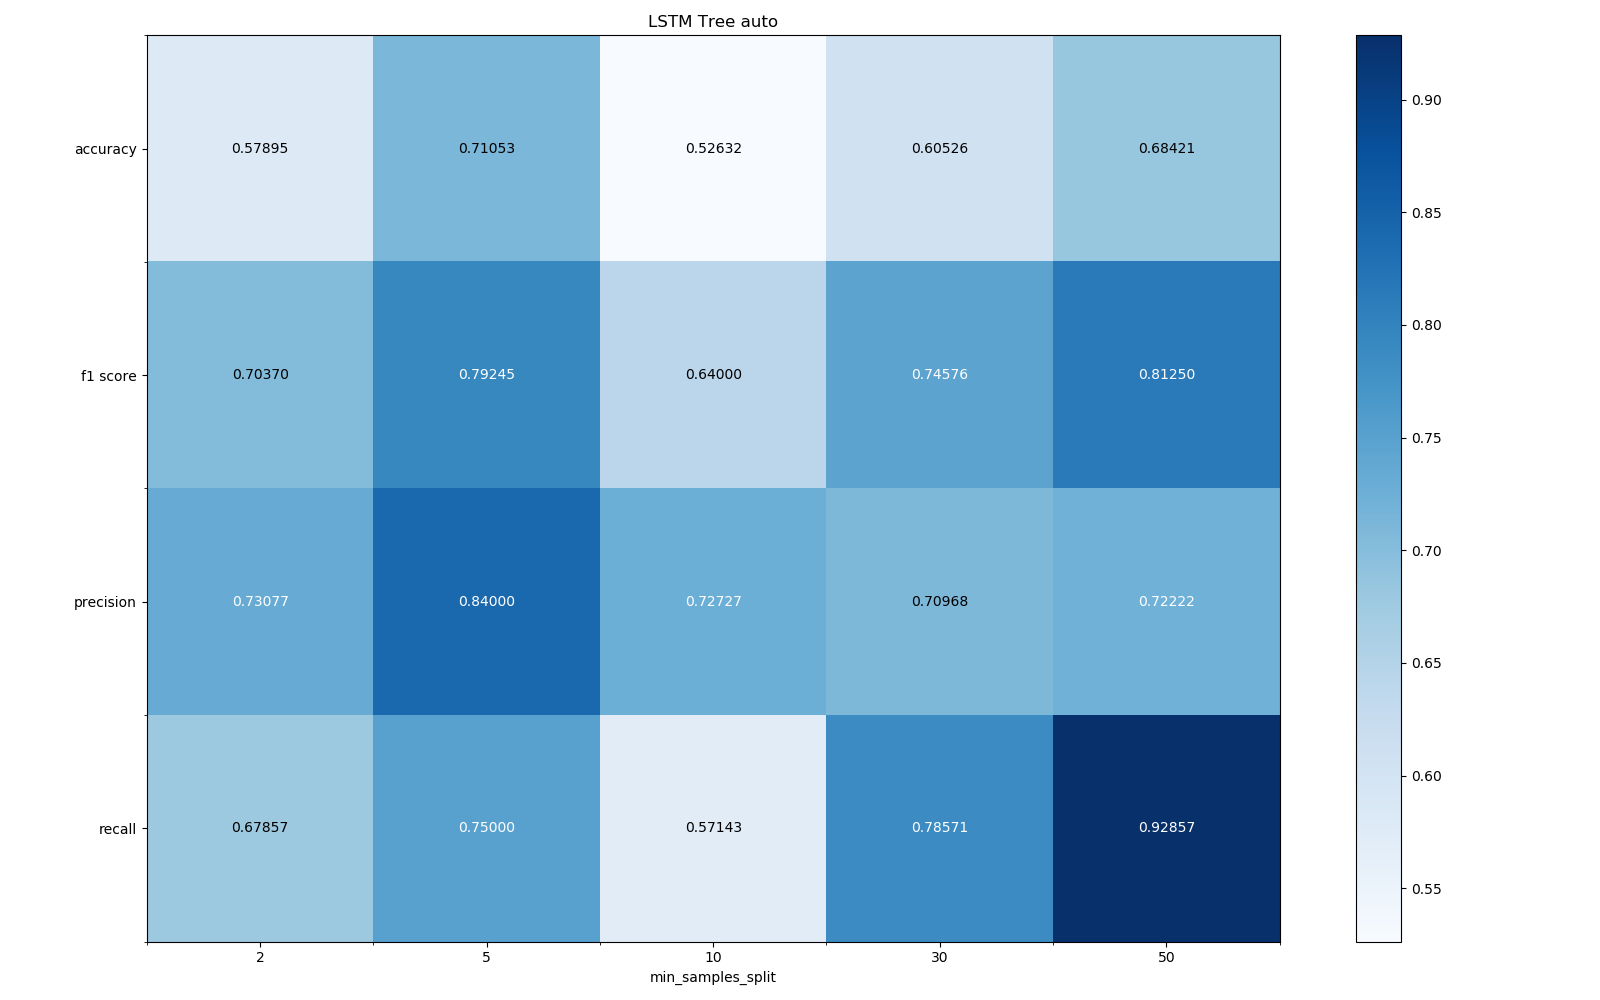 LSTM Tree auto
accuracy 0.57895 0.71053 0.52632 0.60526 0.68421
f1 score 0.70370 0.79245 0.64000 0.74576 0.81250
precision 0.73077 0.84000 0.72727 0.70968 0.72222
recall 0.67857 0.75000 0.57143 0.78571 0.92857
2 5 10 30 50
min_samples_split
0.90
0.85
0.80
0.75
0.70
0.65
0.60
0.55